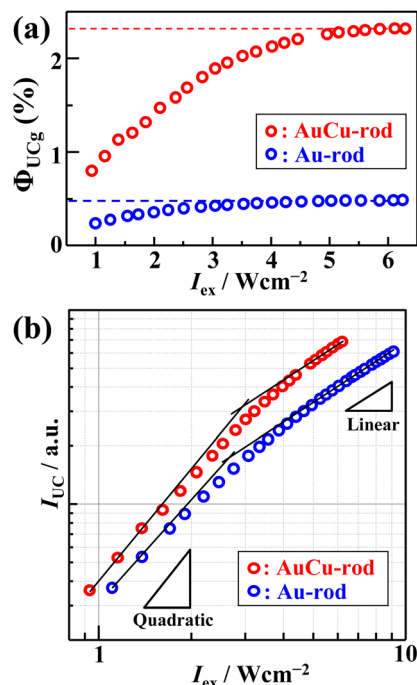 (a)
Φ_UCg (%)
2
1
0
: AuCu-rod
: Au-rod
1 2 3 4 5 6
I_ex / Wcm⁻²
(b)
I_UC / a.u.
Linear
Quadratic
: AuCu-rod
: Au-rod
1 10
I_ex / Wcm⁻²